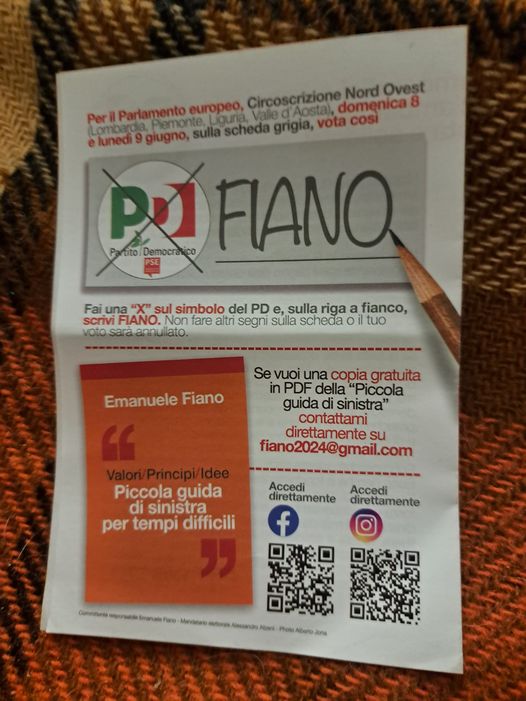 Per il Parlamento europeo, Circoscrizione Nord Ovest
(Lombardia, Piemonte, Liguria, Valle d'Aosta), domenica 8
e lunedì 9 giugno, sulla scheda grigia, vota così
PD
Partito Democratico
PSE
FIANO
Fai una "X" sul simbolo del PD e, sulla riga a fianco,
scrivi FIANO. Non fare altri segni sulla scheda o il tuo
voto sarà annullato.
Emanuele Fiano
Valori/Principi/Idee
Piccola guida
di sinistra
per tempi difficili
Se vuoi una copia gratuita
in PDF della "Piccola
guida di sinistra"
contattami
direttamente su
fiano2024@gmail.com
Accedi
direttamente
Accedi
direttamente
Committente responsabile Emanuele Fiano - Mandatario elettorale Alessandro Alzani - Photo Alberto Jona